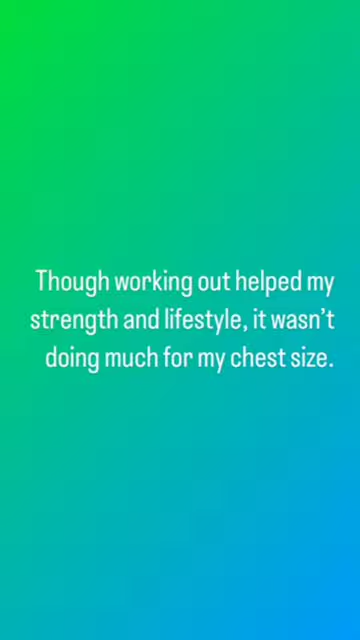 Though working out helped my
strength and lifestyle, it wasn’t
doing much for my chest size.